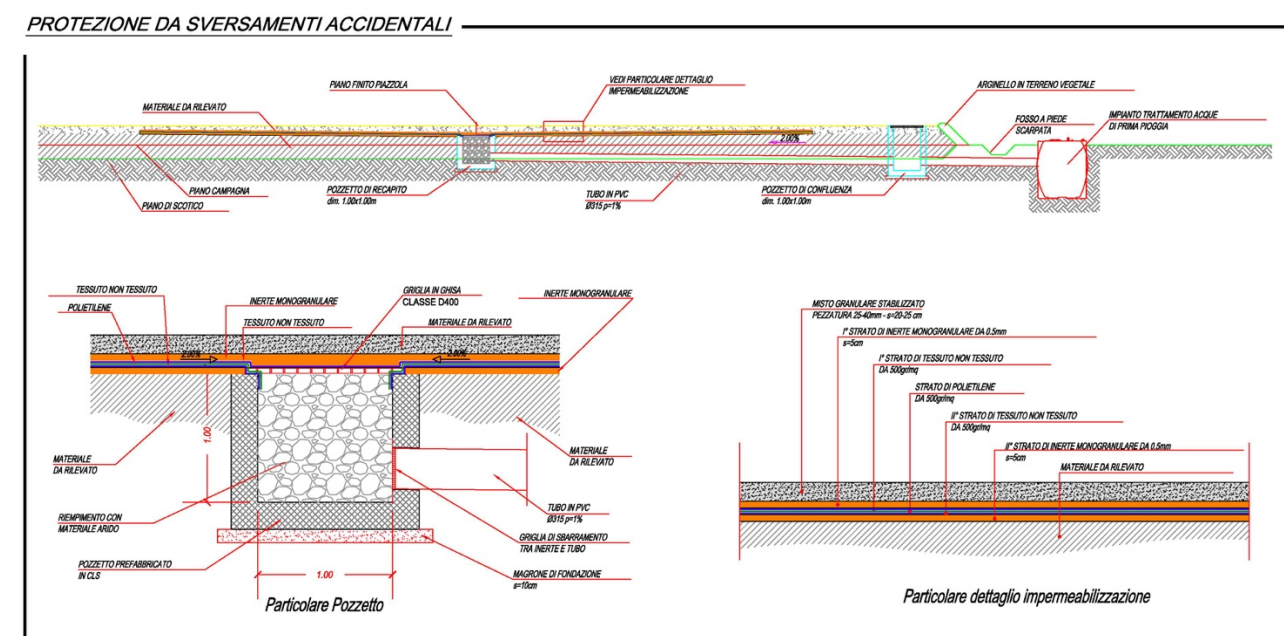 PROTEZIONE DA SVERSAMENTI ACCIDENTALI
PIANO FINITO PIAZZOLA
VEDI PARTICOLARE DETTAGLIO
IMPERMEABILIZZAZIONE
ARGINELLO IN TERRENO VEGETALE
MATERIALE DA RILEVATO
FOSSO A PIEDE
SCARPATA
IMPIANTO TRATTAMENTO ACQUE
DI PRIMA PIOGGIA
2.00%
PIANO CAMPAGNA
PIANO DI SCOTICO
POZZETTO DI RECAPITO
dim. 1.00x1.00m
TUBO IN PVC
Ø315 p=1%
POZZETTO DI CONFLUENZA
dim. 1.00x1.00m
TESSUTO NON TESSUTO
POLIETILENE
INERTE MONOGRANULARE
TESSUTO NON TESSUTO
GRIGLIA IN GHISA
CLASSE D400
MATERIALE DA RILEVATO
INERTE MONOGRANULARE
2.00%
2.00%
1.00
MATERIALE
DA RILEVATO
MATERIALE
DA RILEVATO
RIEMPIMENTO CON
MATERIALE ARIDO
TUBO IN PVC
Ø315 p=1%
GRIGLIA DI SBARRAMENTO
TRA INERTE E TUBO
POZZETTO PREFABBRICATO
IN CLS
1.00
MAGRONE DI FONDAZIONE
s=10cm
Particolare Pozzetto
MISTO GRANULARE STABILIZZATO
PEZZATURA 25-40mm - s=20-25 cm
I° STRATO DI INERTE MONOGRANULARE DA 0.5mm
s=5cm
I° STRATO DI TESSUTO NON TESSUTO
DA 500gr/mq
STRATO DI POLIETILENE
DA 500gr/mq
II° STRATO DI TESSUTO NON TESSUTO
DA 500gr/mq
II° STRATO DI INERTE MONOGRANULARE DA 0.5mm
s=5cm
MATERIALE DA RILEVATO
Particolare dettaglio impermeabilizzazione